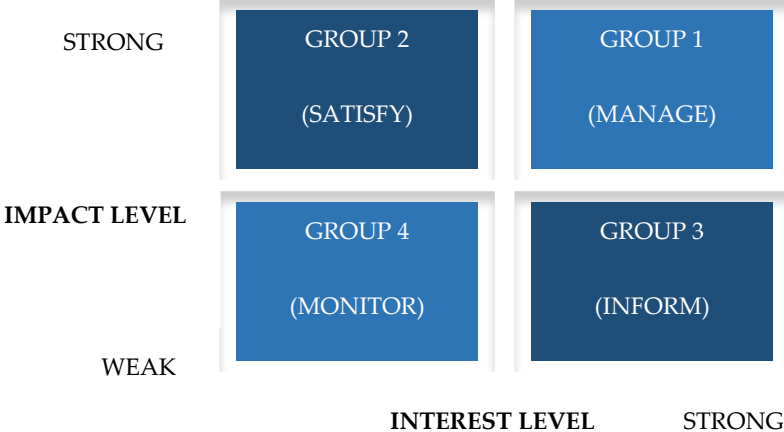 STRONG
GROUP 2
(SATISFY)
GROUP 1
(MANAGE)
IMPACT LEVEL
GROUP 4
(MONITOR)
GROUP 3
(INFORM)
WEAK
INTEREST LEVEL
STRONG